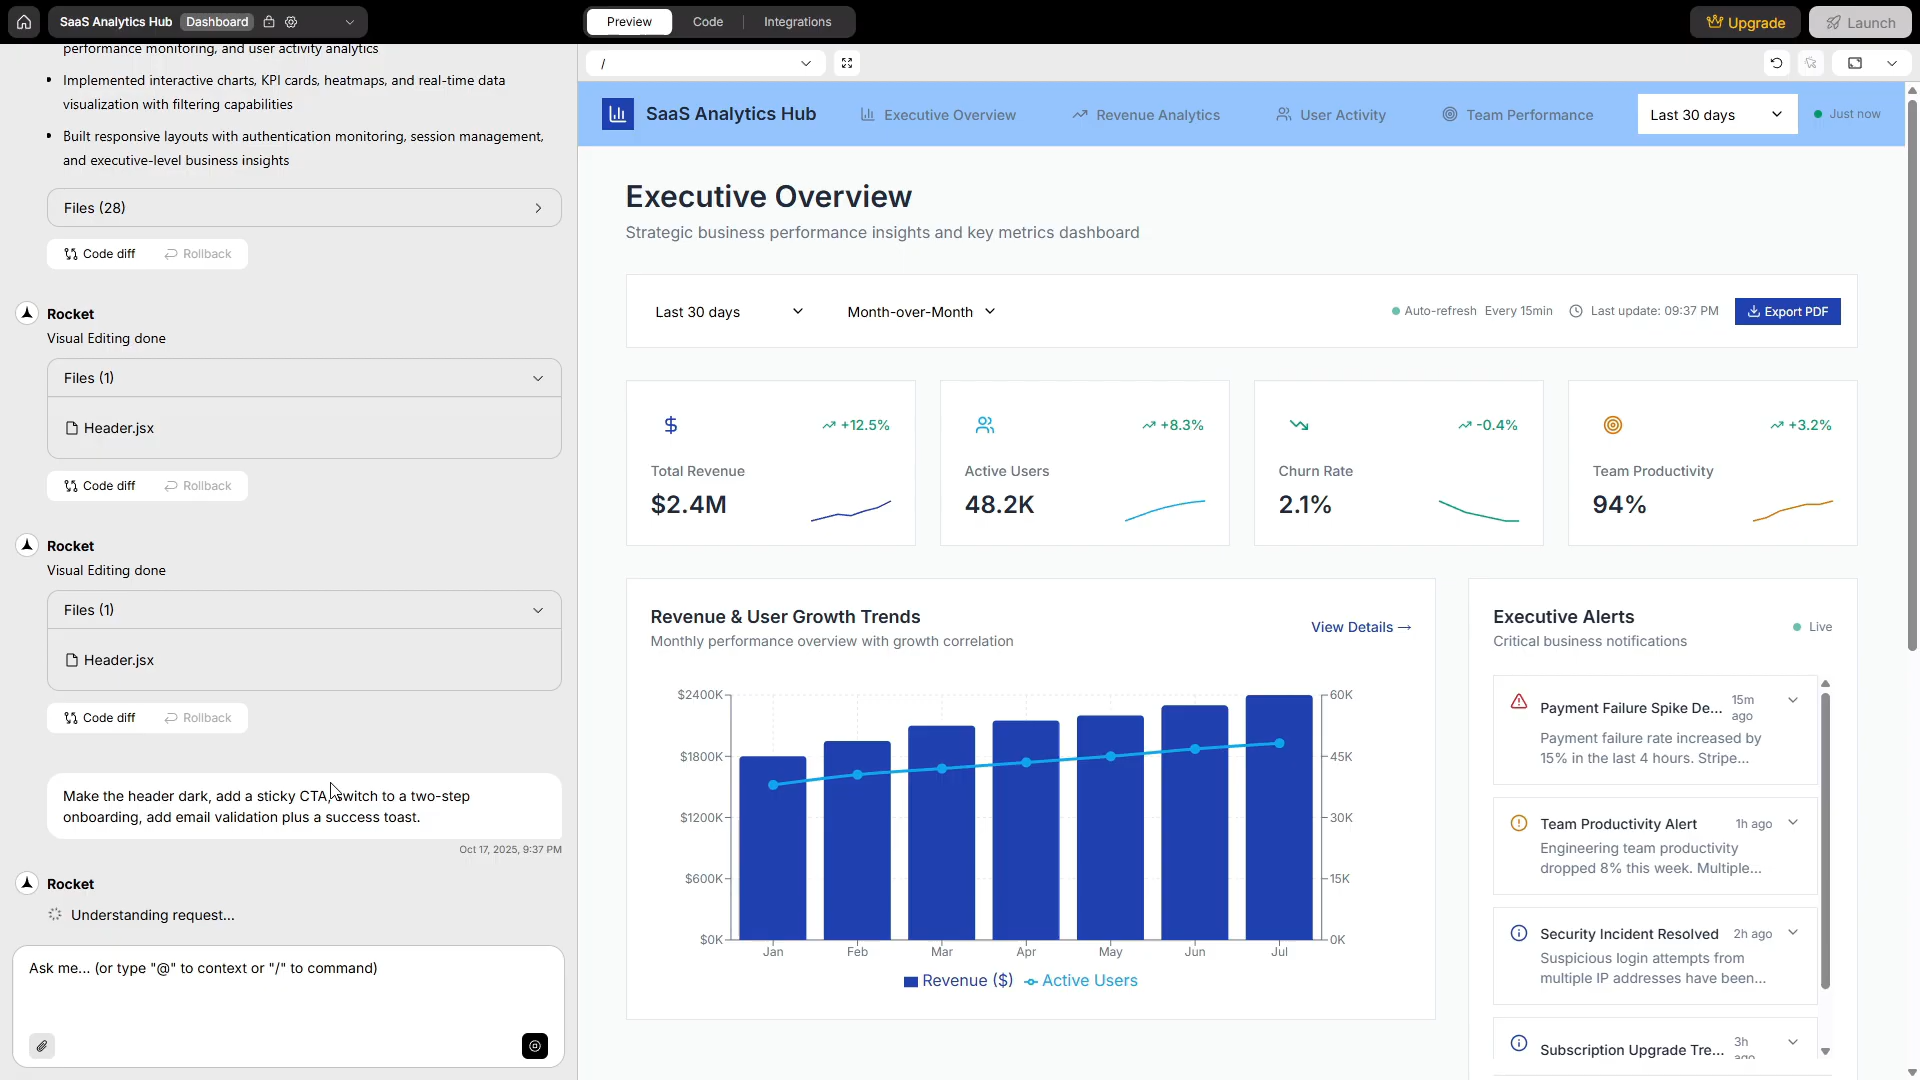 SaaS Analytics Hub Dashboard
Preview
Code
Integrations
Upgrade
Launch
performance monitoring, and user activity analytics
• Implemented interactive charts, KPI cards, heatmaps, and real-time data
visualization with filtering capabilities
• Built responsive layouts with authentication monitoring, session management,
and executive-level business insights
Files (28)
Code diff
Rollback
Rocket
Visual Editing done
Files (1)
Header.jsx
Code diff
Rollback
Rocket
Visual Editing done
Files (1)
Header.jsx
Code diff
Rollback
Make the header dark, add a sticky CTA, switch to a two-step
onboarding, add email validation plus a success toast.
Oct 17, 2025, 9:37 PM
Rocket
Understanding request...
Ask me... (or type "@" to context or "/" to command)
/
SaaS Analytics Hub
Executive Overview
Revenue Analytics
User Activity
Team Performance
Last 30 days
Just now
Executive Overview
Strategic business performance insights and key metrics dashboard
Last 30 days
Month-over-Month
Auto-refresh Every 15min
Last update: 09:37 PM
Export PDF
+12.5%
Total Revenue
$2.4M
+8.3%
Active Users
48.2K
-0.4%
Churn Rate
2.1%
+3.2%
Team Productivity
94%
Revenue & User Growth Trends
Monthly performance overview with growth correlation
View Details →
$2400K
$1800K
$1200K
$600K
$0K
60K
45K
30K
15K
0K
Jan
Feb
Mar
Apr
May
Jun
Jul
Revenue ($)
Active Users
Executive Alerts
Critical business notifications
Live
Payment Failure Spike De...
15m
ago
Payment failure rate increased by
15% in the last 4 hours. Stripe...
Team Productivity Alert
1h ago
Engineering team productivity
dropped 8% this week. Multiple...
Security Incident Resolved
2h ago
Suspicious login attempts from
multiple IP addresses have been...
Subscription Upgrade Tre...
3h
ago